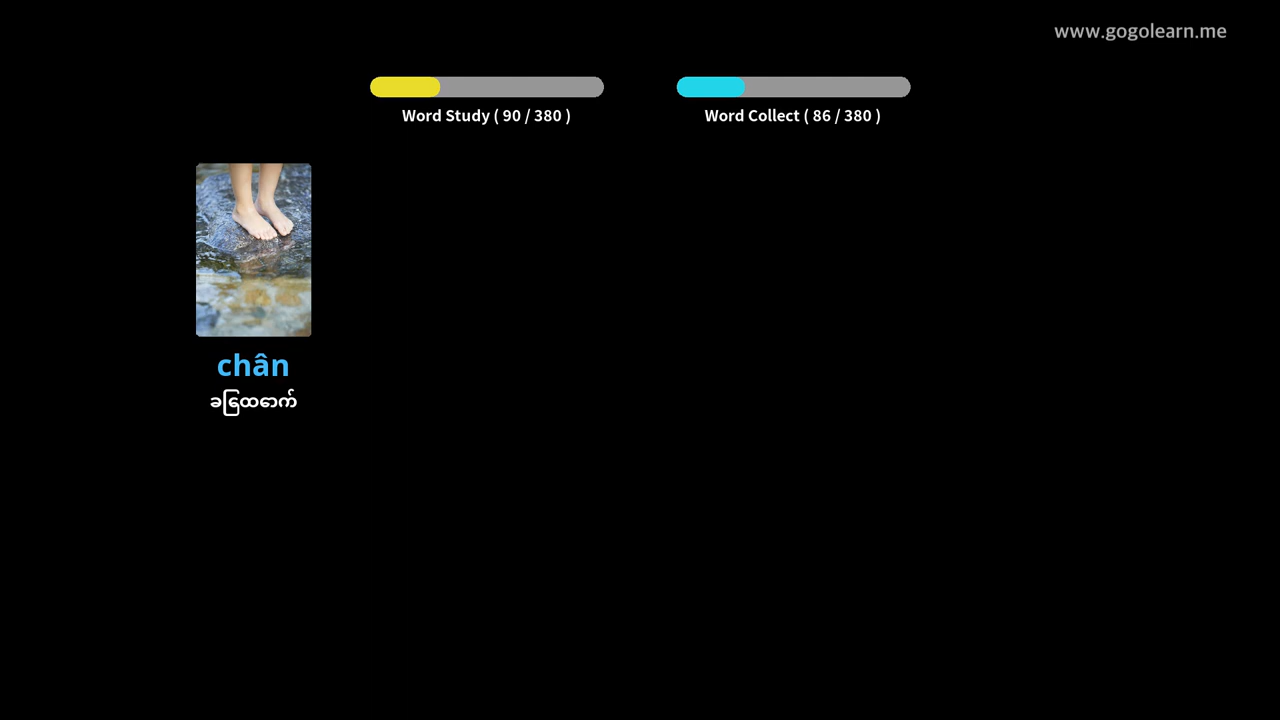 www.gogolearn.me
Word Study ( 90 / 380 )
Word Collect ( 86 / 380 )
chân
ခြေထောက်